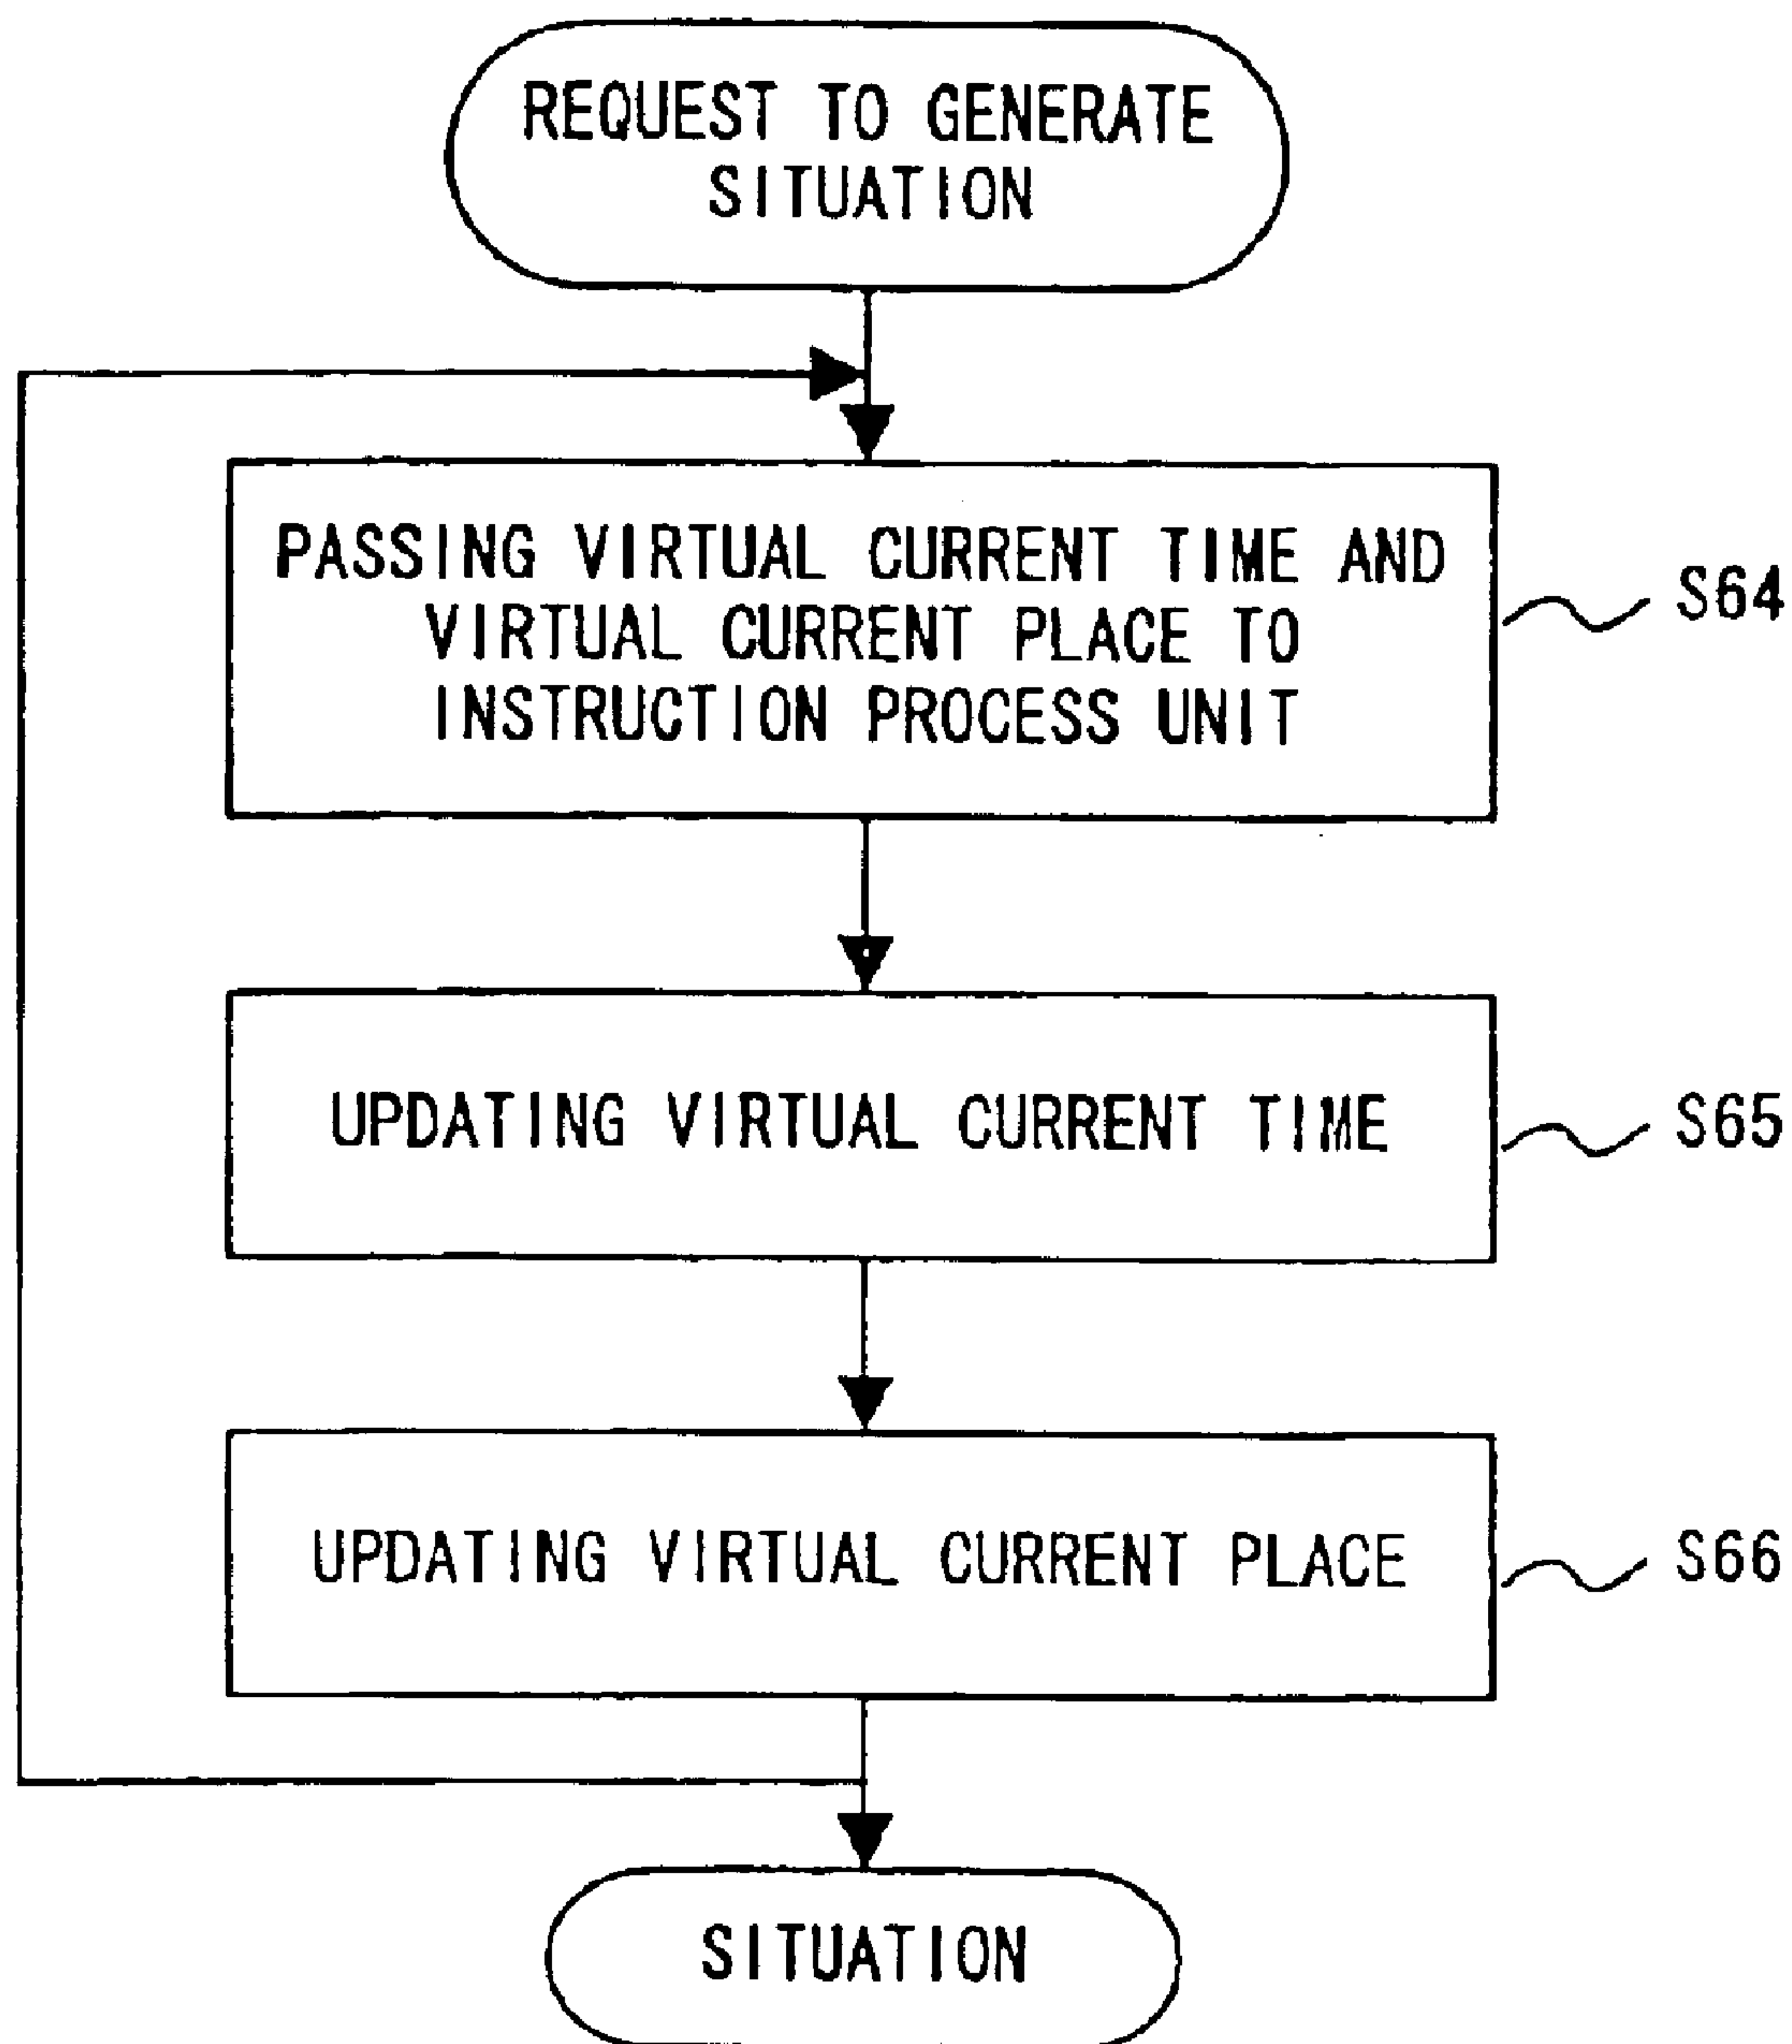 REQUEST TO GENERATE
SITUATION
PASSING VIRTUAL CURRENT TIME AND
VIRTUAL CURRENT PLACE TO
INSTRUCTION PROCESS UNIT
S64
UPDATING VIRTUAL CURRENT TIME
S65
UPDATING VIRTUAL CURRENT PLACE
S66
SITUATION